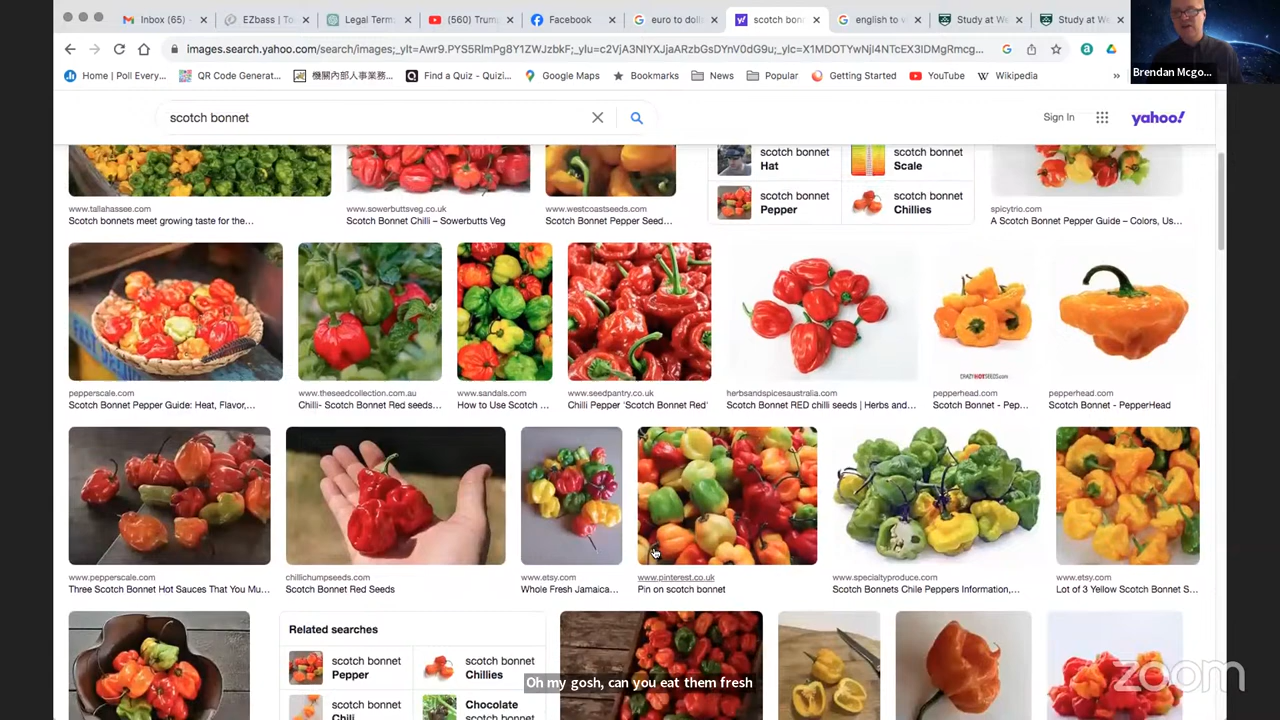 Inbox (65)
EZbass | To
Legal Term
(560) Trump
Facebook
euro to doll
scotch bonn
english to v
Study at We
Study at We
images.search.yahoo.com/search/images;_ylt=Awr9.PYS5RlmPg8Y1ZWJzbkF;_ylu=c2VjA3NlYXJjaARzbGsDYnV0dG9u;_ylc=X1MDOTYwNjI4NTcEX3IDMgRmcg...
Brendan Mcgo...
Home | Poll Every...
QR Code Generat...
機關內部人事業務...
Find a Quiz - Quizi...
Google Maps
Bookmarks
News
Popular
Getting Started
YouTube
Wikipedia
»
scotch bonnet
Sign In
yahoo!
scotch bonnet
Hat
scotch bonnet
Scale
scotch bonnet
Pepper
scotch bonnet
Chillies
www.tallahassee.com
Scotch bonnets meet growing taste for the...
www.sowerbuttsveg.co.uk
Scotch Bonnet Chilli – Sowerbutts Veg
www.westcoastseeds.com
Scotch Bonnet Pepper Seed...
spicytrio.com
A Scotch Bonnet Pepper Guide – Colors, Us...
CRAZYHOTSEEDS.com
pepperscale.com
Scotch Bonnet Pepper Guide: Heat, Flavor,...
www.theseedcollection.com.au
Chilli- Scotch Bonnet Red seeds...
www.sandals.com
How to Use Scotch ...
www.seedpantry.co.uk
Chilli Pepper 'Scotch Bonnet Red'
herbsandspicesaustralia.com
Scotch Bonnet RED chilli seeds | Herbs and...
pepperhead.com
Scotch Bonnet - Pep...
pepperhead.com
Scotch Bonnet - PepperHead
www.pepperscale.com
Three Scotch Bonnet Hot Sauces That You Mu...
chillichumpseeds.com
Scotch Bonnet Red Seeds
www.etsy.com
Whole Fresh Jamaica...
www.pinterest.co.uk
Pin on scotch bonnet
www.specialtyproduce.com
Scotch Bonnets Chile Peppers Information,...
www.etsy.com
Lot of 3 Yellow Scotch Bonnet S...
Related searches
scotch bonnet
Pepper
scotch bonnet
Chillies
scotch bonnet
Chili
Chocolate
scotch bonnet
Oh my gosh, can you eat them fresh
zoom